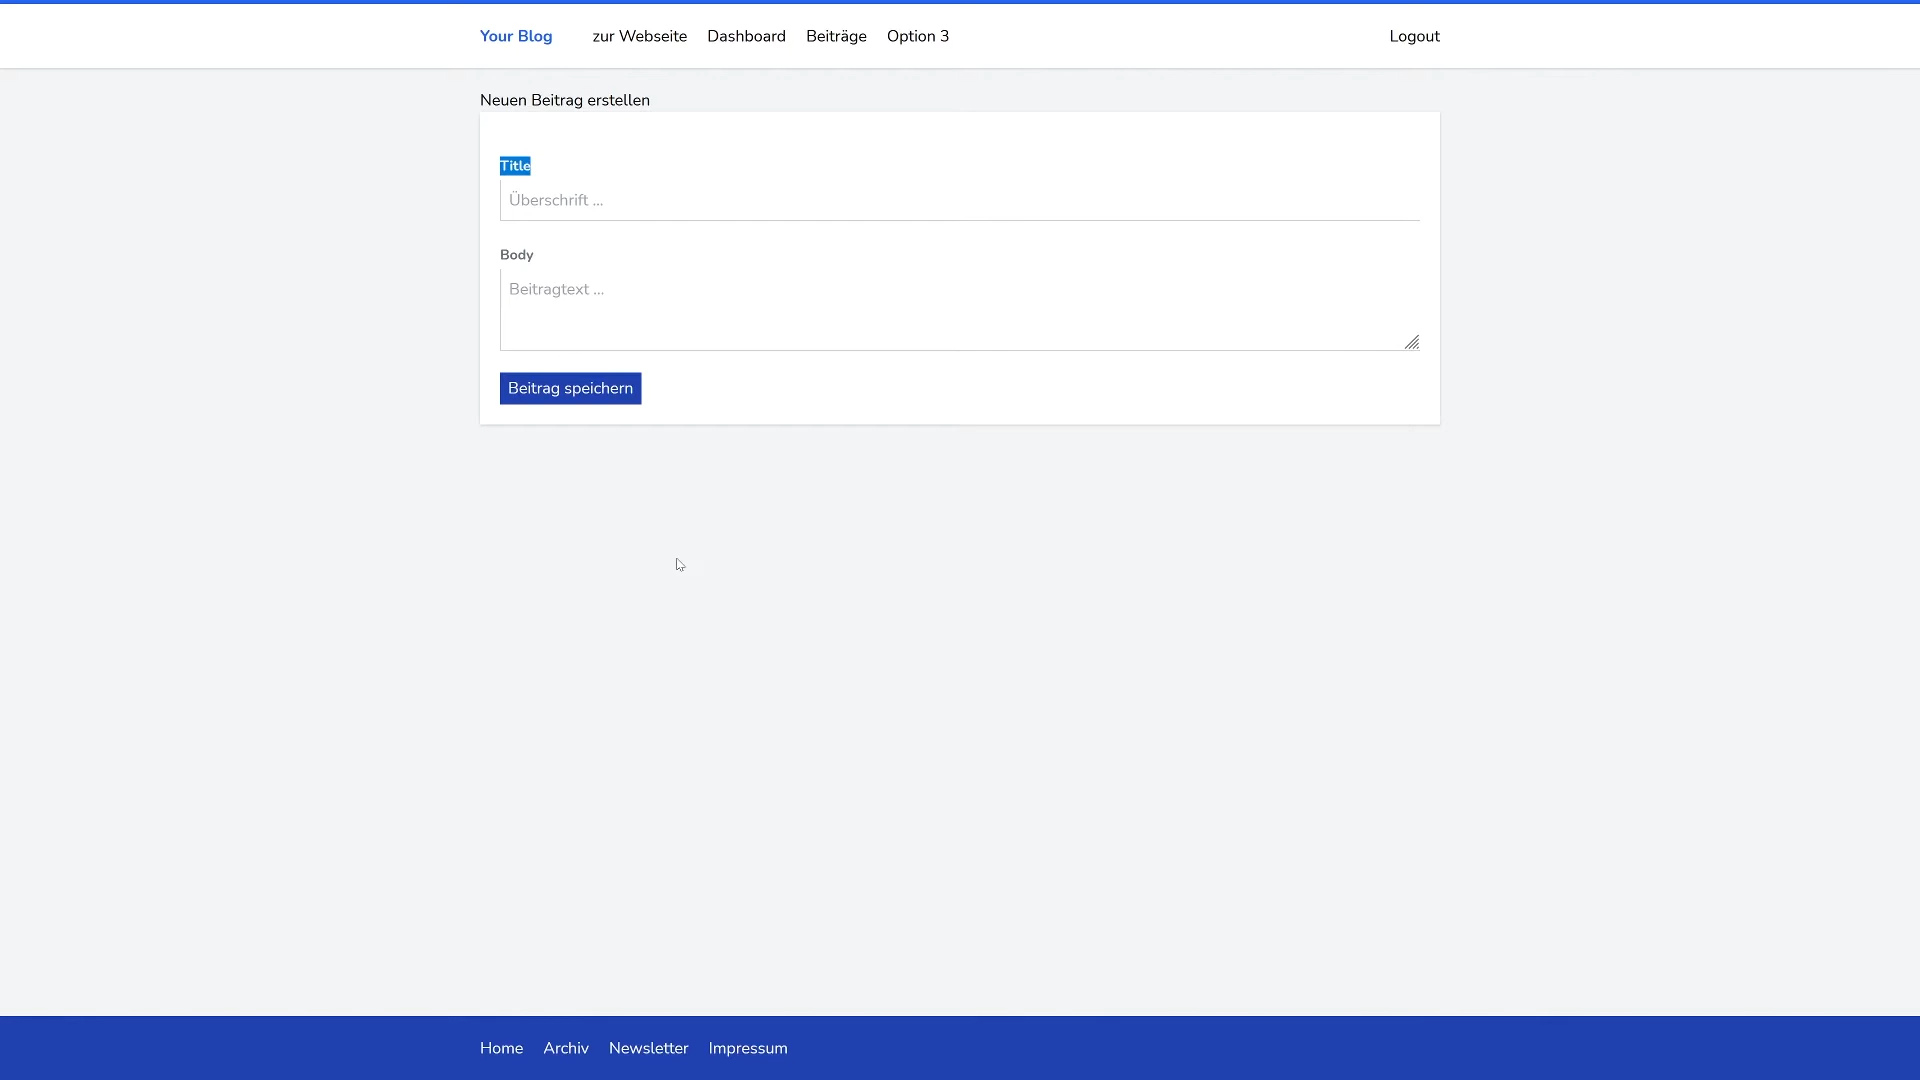 Your Blog zur Webseite Dashboard Beiträge Option 3 Logout
Neuen Beitrag erstellen
Title
Überschrift ...
Body
Beitragtext ...
Beitrag speichern
Home Archiv Newsletter Impressum